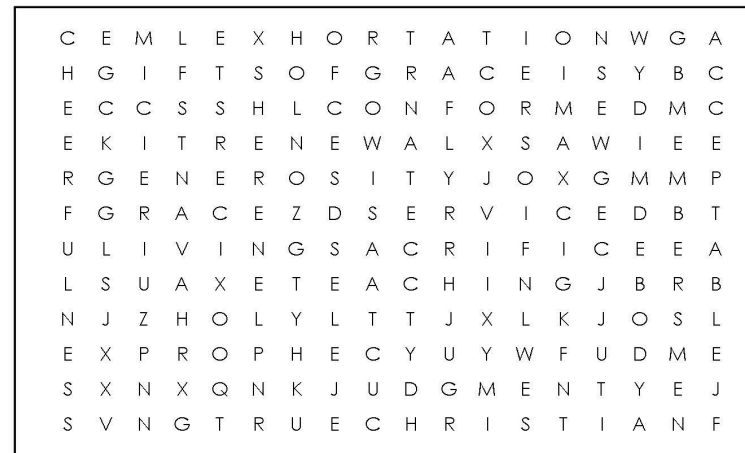 C E M L E X H O R T A T I O N W G A
H G I F T S O F G R A C E I S Y B C
E C C S S H L C O N F O R M E D M C
E K I T R E N E W A L X S A W I E E
R G E N E R O S I T Y J O X G M M P
F G R A C E Z D S E R V I C E D B T
U L I V I N G S A C R I F I C E E A
L S U A X E T E A C H I N G J B R B
N J Z H O L Y L T T J X L K J O S L
E X P R O P H E C Y U Y W F U D M E
S X N X Q N K J U D G M E N T Y E J
S V N G T R U E C H R I S T I A N F